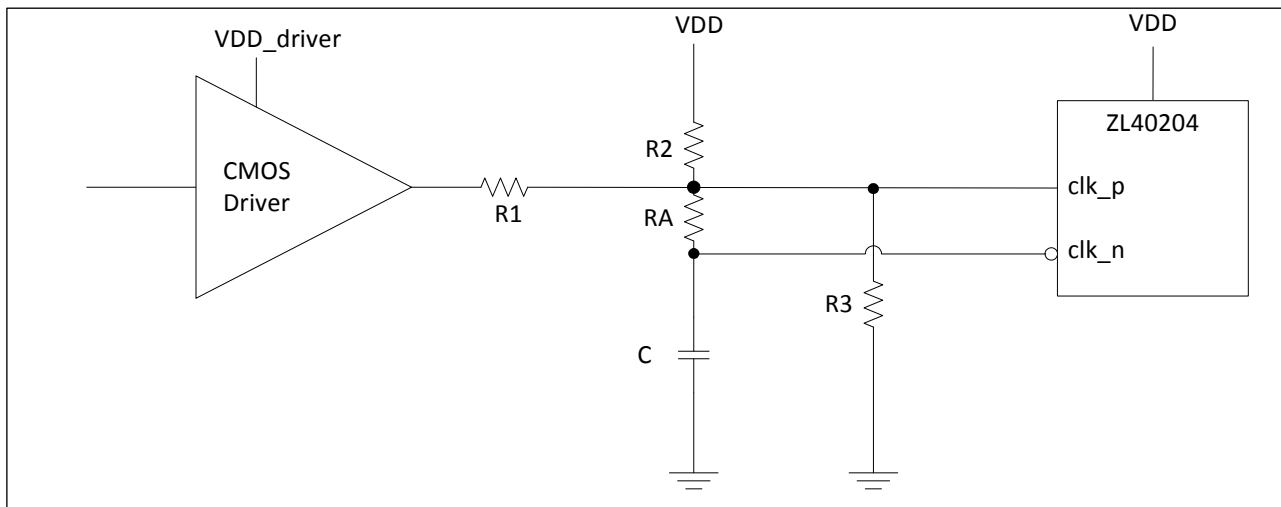 VDD_driver
VDD
VDD
ZL40204
R2
CMOS
Driver
clk_p
R1
RA
clk_n
R3
C